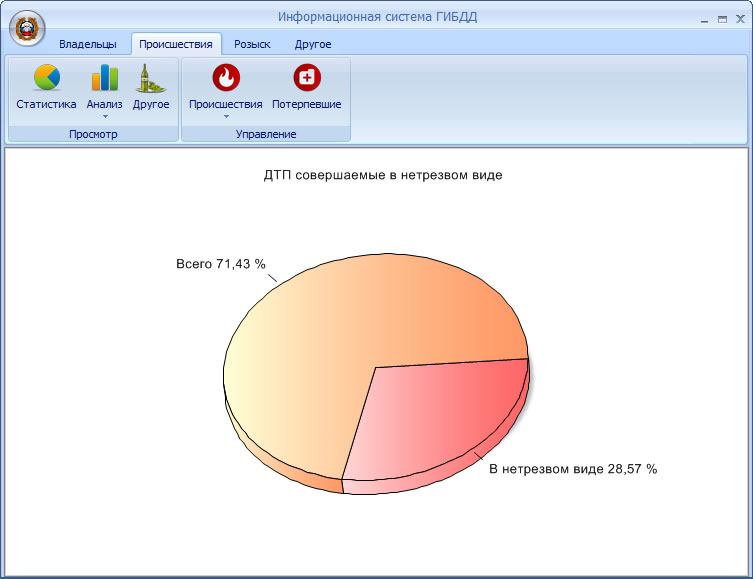 Информационная система ГИБДД
Владельцы Происшествия Розыск Другое
Статистика Анализ Другое Происшествия Потерпевшие
Просмотр Управление
ДТП совершаемые в нетрезвом виде
Всего 71,43 %
В нетрезвом виде 28,57 %